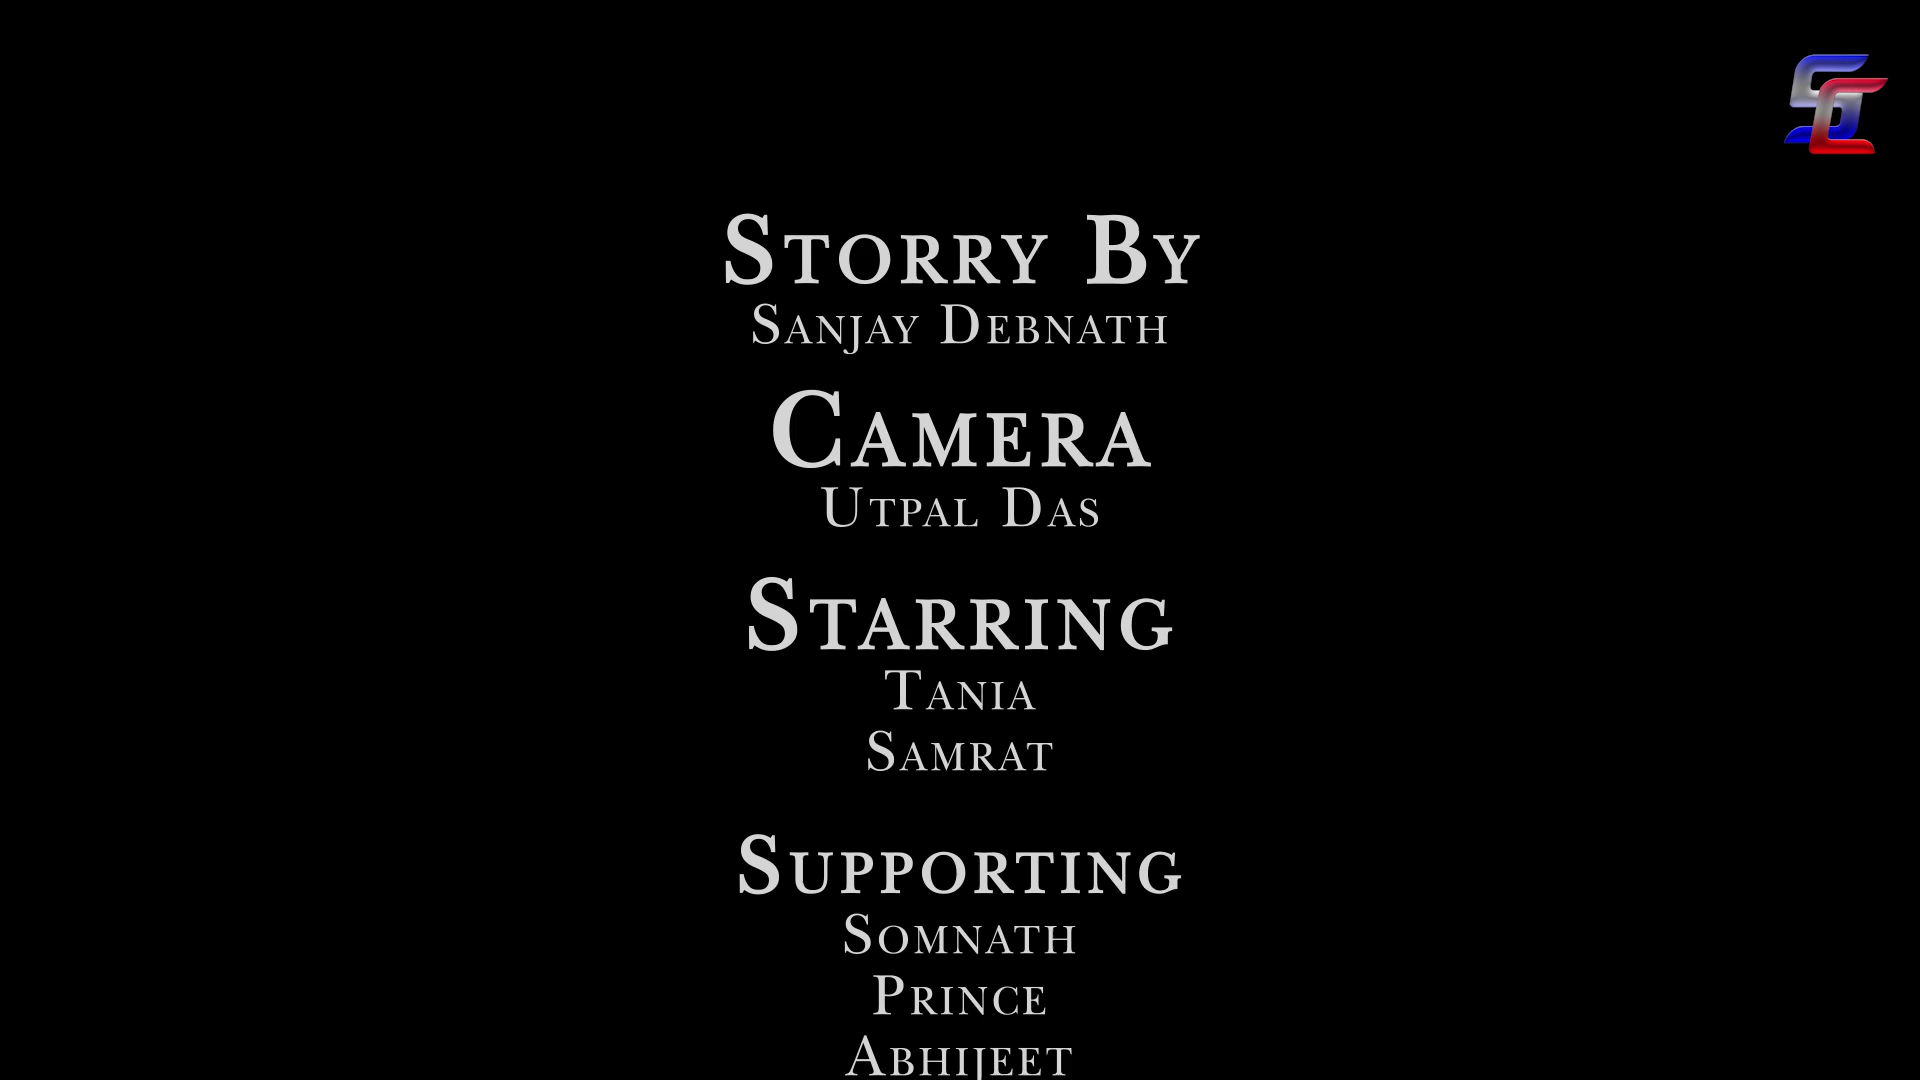 Storry By
Sanjay Debnath
Camera
Utpal Das
Starring
Tania
Samrat
Supporting
Somnath
Prince
Abhijeet